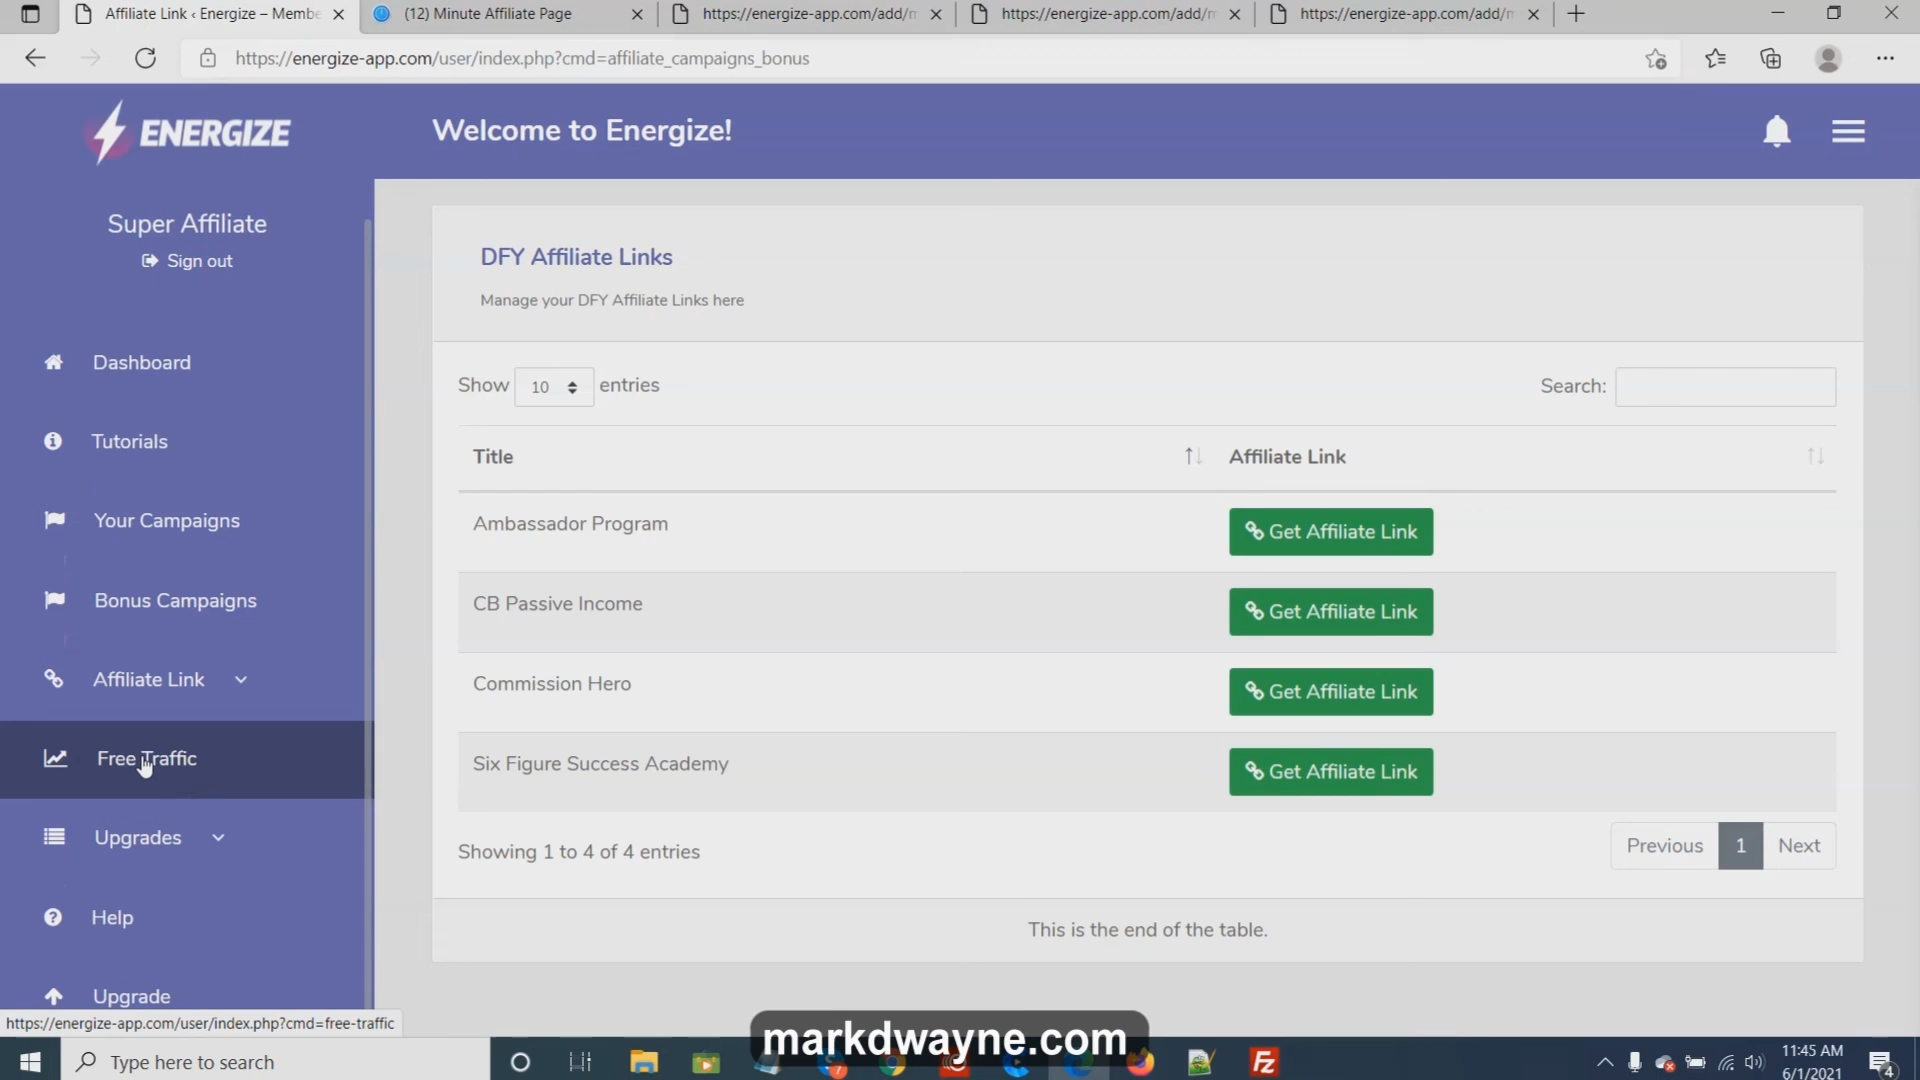 Affiliate Link ‹ Energize – Membe
(12) Minute Affiliate Page
https://energize-app.com/add/m
https://energize-app.com/add/m
https://energize-app.com/add/m
https://energize-app.com/user/index.php?cmd=affiliate_campaigns_bonus
ENERGIZE
Welcome to Energize!
Super Affiliate
Sign out
DFY Affiliate Links
Manage your DFY Affiliate Links here
Dashboard
Show 10 entries
Search:
Tutorials
Title
Affiliate Link
Your Campaigns
Ambassador Program
Get Affiliate Link
Bonus Campaigns
CB Passive Income
Get Affiliate Link
Affiliate Link
Commission Hero
Get Affiliate Link
Free Traffic
Six Figure Success Academy
Get Affiliate Link
Upgrades
Showing 1 to 4 of 4 entries
Previous 1 Next
Help
This is the end of the table.
Upgrade
https://energize-app.com/user/index.php?cmd=free-traffic
markdwayne.com
Type here to search
7
11:45 AM
6/1/2021
4